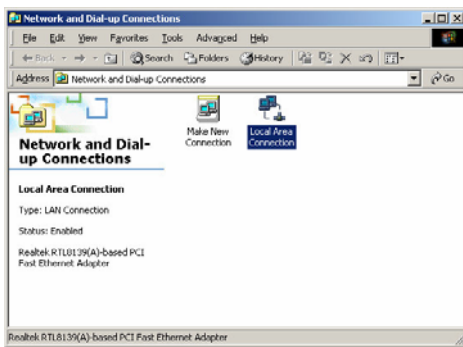 Network and Dial-up Connections
File Edit View Favorites Tools Advanced Help
Back Search Folders History
Address Network and Dial-up Connections Go
Make New Connection
Local Area Connection
Network and Dial-
up Connections
Local Area Connection
Type: LAN Connection
Status: Enabled
Realtek RTL8139(A)-based PCI
Fast Ethernet Adapter
Realtek RTL8139(A)-based PCI Fast Ethernet Adapter